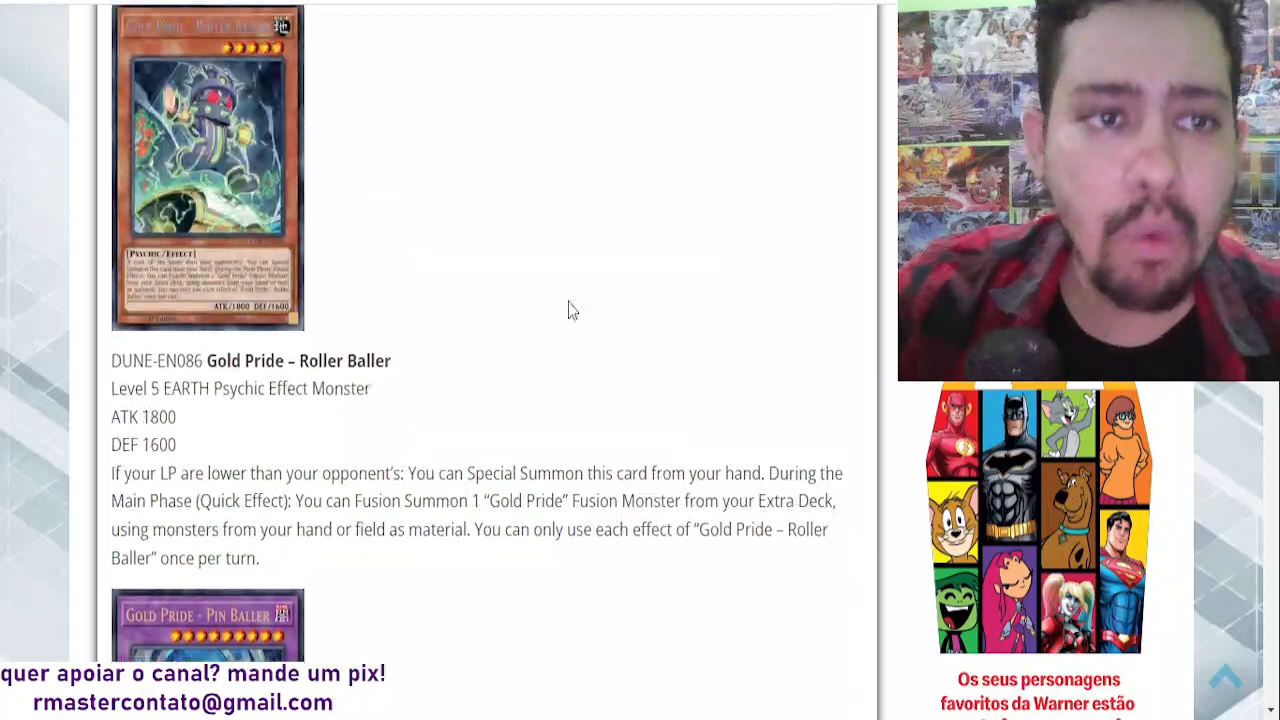 [PSYCHIC/EFFECT]
ATK/1800 DEF/1600
DUNE-EN086 Gold Pride – Roller Baller
Level 5 EARTH Psychic Effect Monster
ATK 1800
DEF 1600
If your LP are lower than your opponent’s: You can Special Summon this card from your hand. During the
Main Phase (Quick Effect): You can Fusion Summon 1 “Gold Pride” Fusion Monster from your Extra Deck,
using monsters from your hand or field as material. You can only use each effect of “Gold Pride – Roller
Baller” once per turn.
GOLD PRIDE - PIN BALLER
quer apoiar o canal? mande um pix!
rmastercontato@gmail.com
Os seus personagens
favoritos da Warner estão